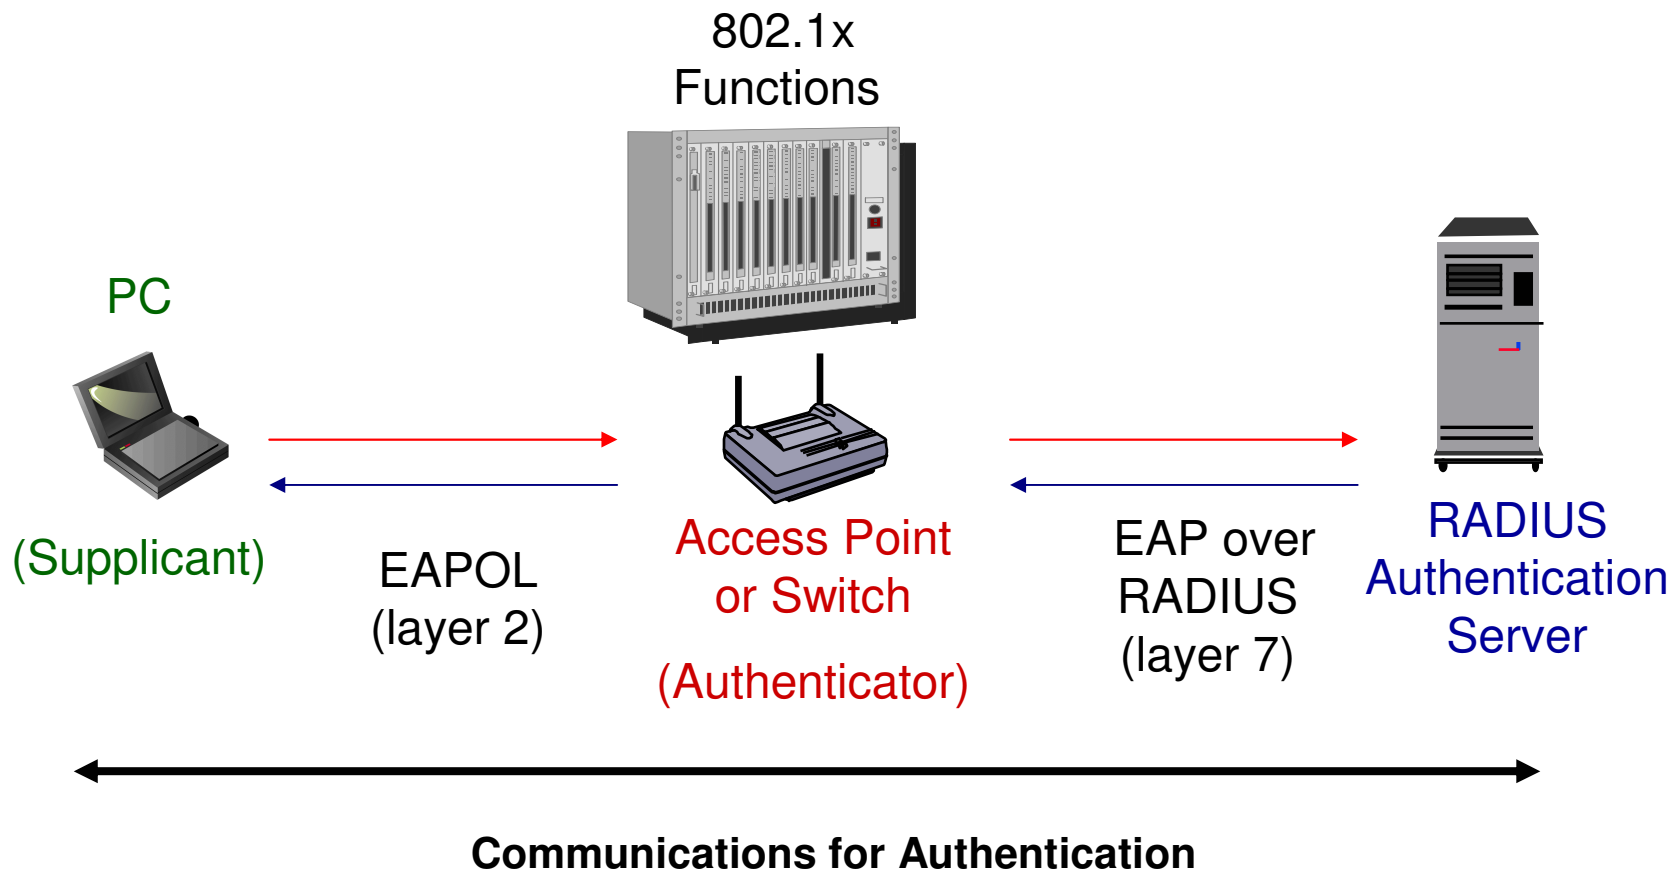 802.1x
Functions
PC
(Supplicant)
EAPOL
(layer 2)
Access Point
or Switch
(Authenticator)
EAP over
RADIUS
(layer 7)
RADIUS
Authentication
Server
Communications for Authentication